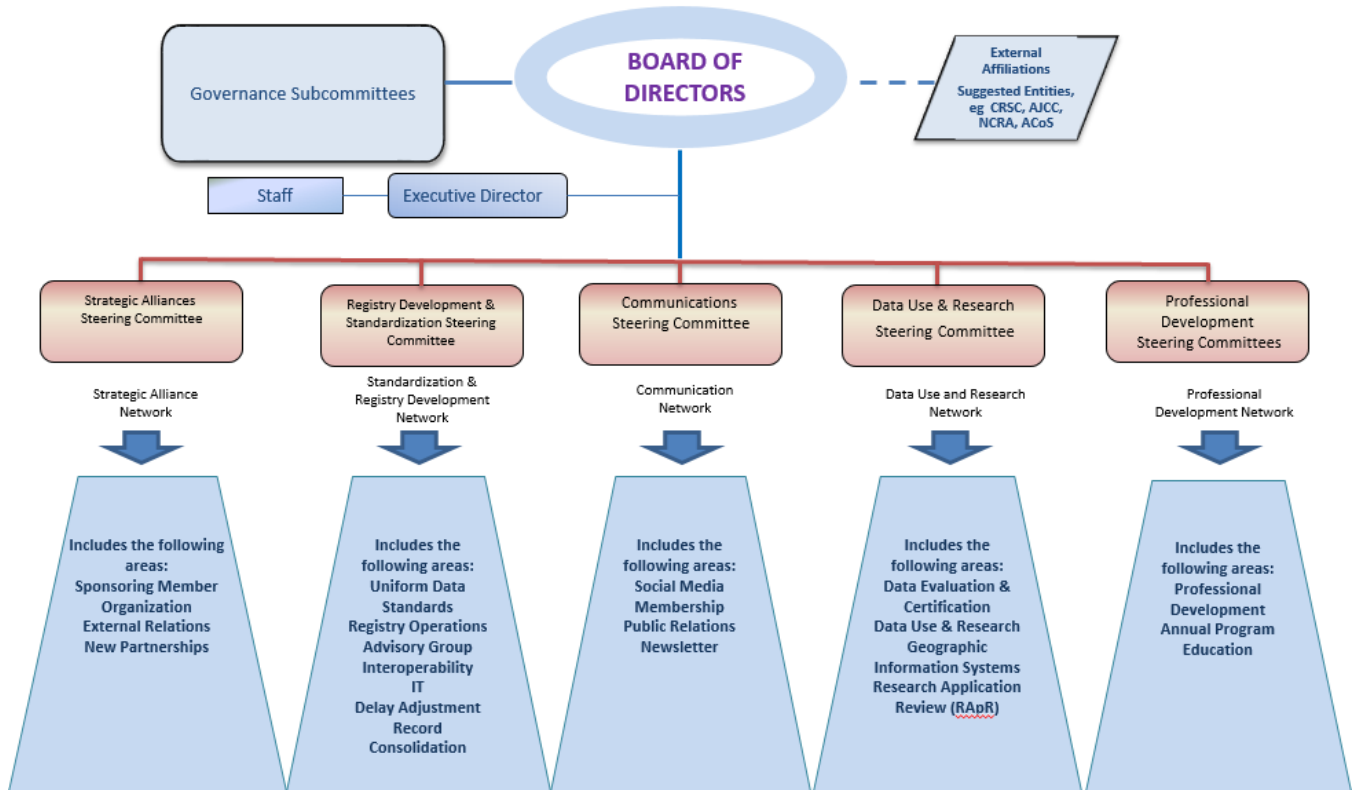 Governance Subcommittees
BOARD OF
DIRECTORS
External
Affiliations
Suggested Entities,
eg CRSC, AJCC,
NCRA, ACoS
Staff
Executive Director
Strategic Alliances
Steering Committee
Registry Development &
Standardization Steering
Committee
Communications
Steering Committee
Data Use & Research
Steering Committee
Professional
Development
Steering Committees
Strategic Alliance
Network
Standardization &
Registry Development
Network
Communication
Network
Data Use and Research
Network
Professional
Development Network
Includes the following
areas:
Sponsoring Member
Organization
External Relations
New Partnerships
Includes the
following areas:
Uniform Data
Standards
Registry Operations
Advisory Group
Interoperability
IT
Delay Adjustment
Record
Consolidation
Includes the
following areas:
Social Media
Membership
Public Relations
Newsletter
Includes the
following areas:
Data Evaluation &
Certification
Data Use & Research
Geographic
Information Systems
Research Application
Review (RApR)
Includes the
following areas:
Professional
Development
Annual Program
Education